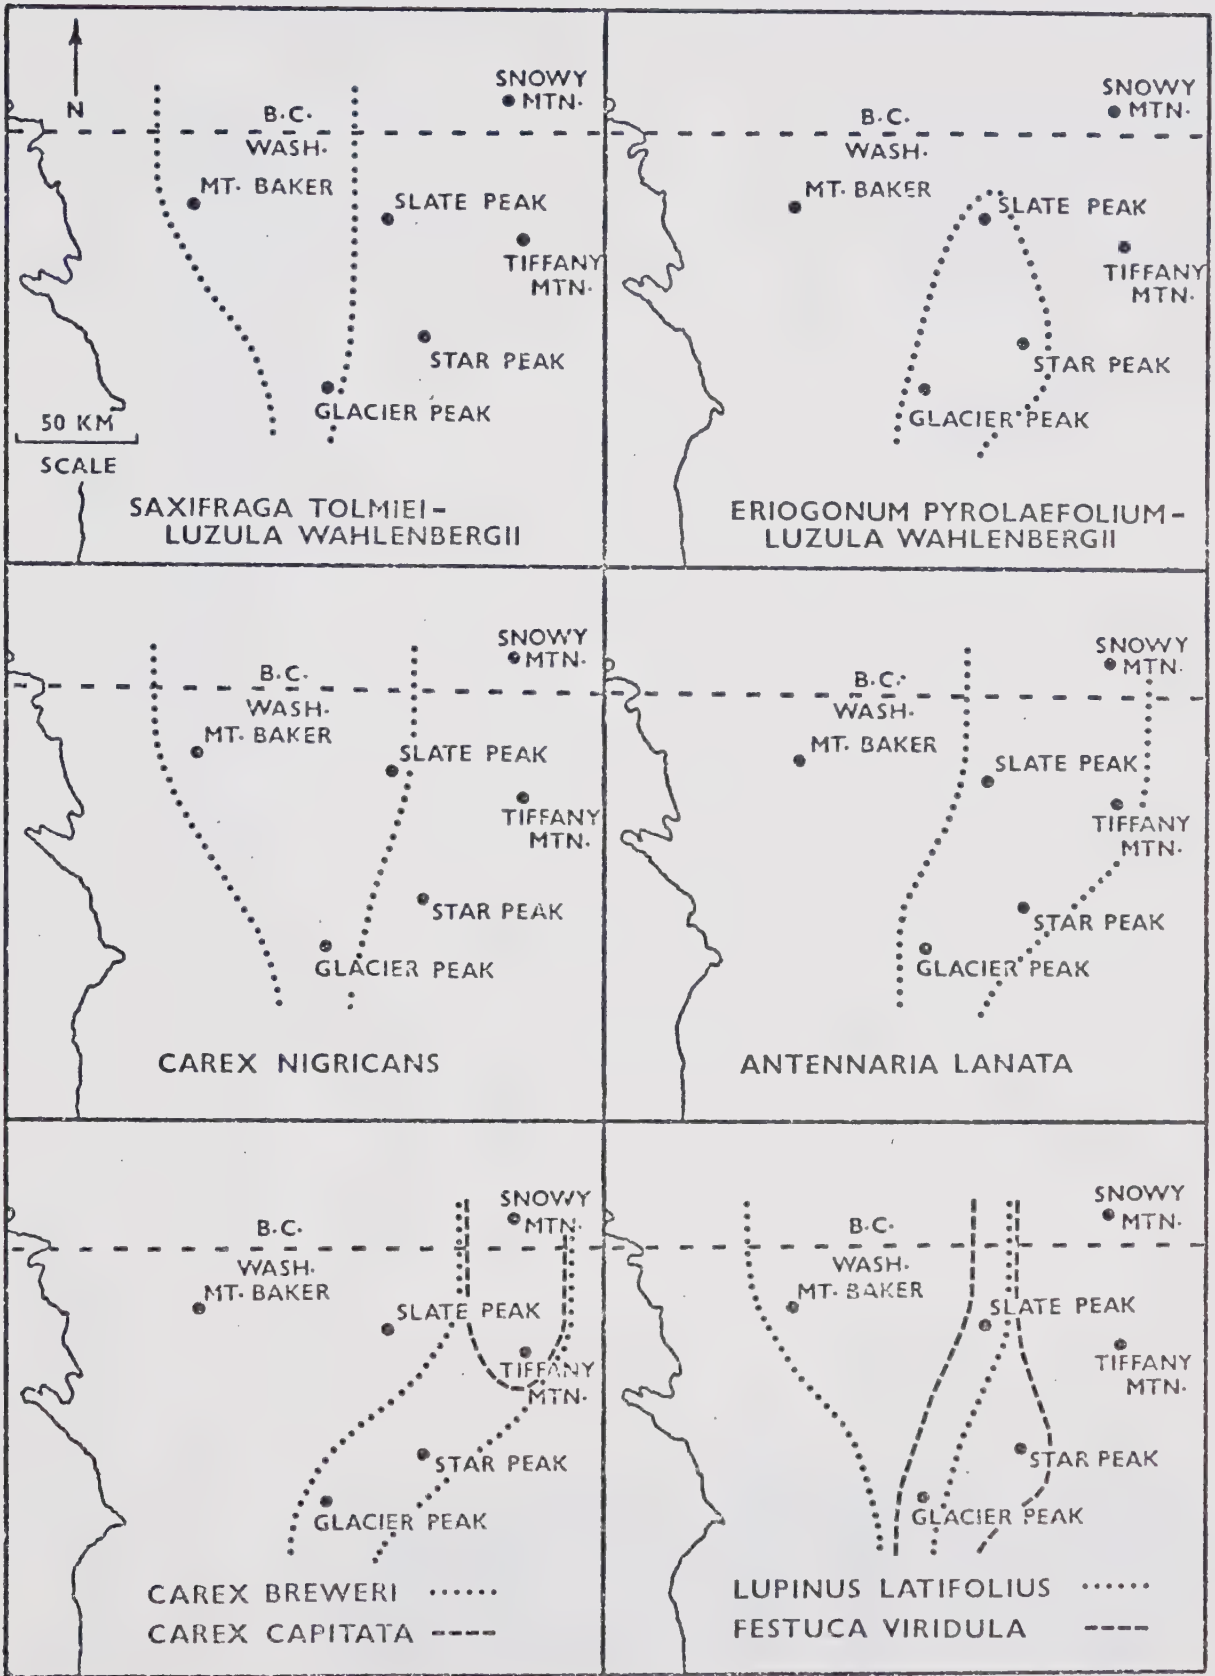 N
SNOWY
MTN.
B.C.
WASH.
MT. BAKER
SLATE PEAK
TIFFANY
MTN.
STAR PEAK
GLACIER PEAK
50 KM
SCALE
SAXIFRAGA TOLMIEI-
LUZULA WAHLENBERGII
SNOWY
MTN.
B.C.
WASH.
MT. BAKER
SLATE PEAK
TIFFANY
MTN.
STAR PEAK
GLACIER PEAK
ERIOGONUM PYROLAEFOLIUM-
LUZULA WAHLENBERGII
SNOWY
MTN.
B.C.
WASH.
MT. BAKER
SLATE PEAK
TIFFANY
MTN.
STAR PEAK
GLACIER PEAK
CAREX NIGRICANS
SNOWY
MTN.
B.C.
WASH.
MT. BAKER
SLATE PEAK
TIFFANY
MTN.
STAR PEAK
GLACIER PEAK
ANTENNARIA LANATA
SNOWY
MTN.
B.C.
WASH.
MT. BAKER
SLATE PEAK
TIFFANY
MTN.
STAR PEAK
GLACIER PEAK
CAREX BREWERI
CAREX CAPITATA
SNOWY
MTN.
B.C.
WASH.
MT. BAKER
SLATE PEAK
TIFFANY
MTN.
STAR PEAK
GLACIER PEAK
LUPINUS LATIFOLIUS
FESTUCA VIRIDULA